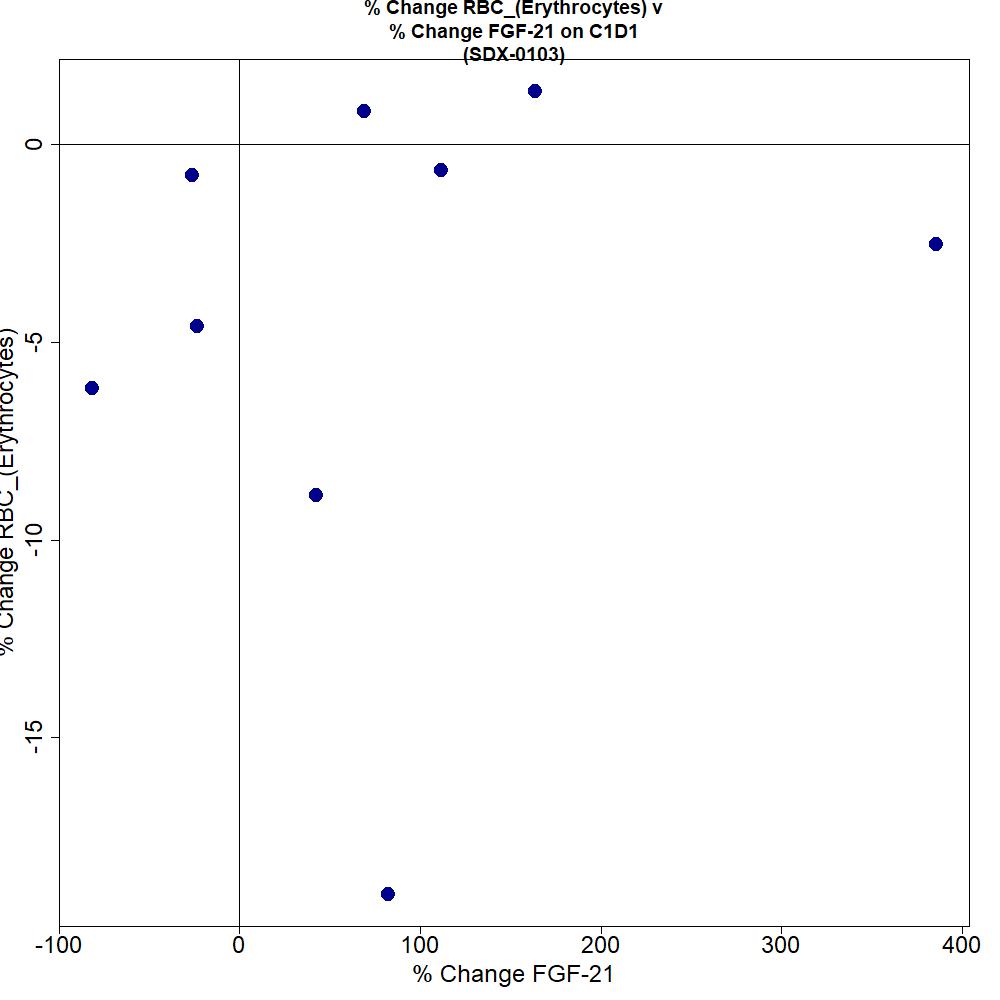 % Change RBC_(Erythrocytes) v
% Change FGF-21 on C1D1
(SDX-0103)
% Change RBC_(Erythrocytes)
0
-5
-10
-15
-100
0
100
200
300
400
% Change FGF-21